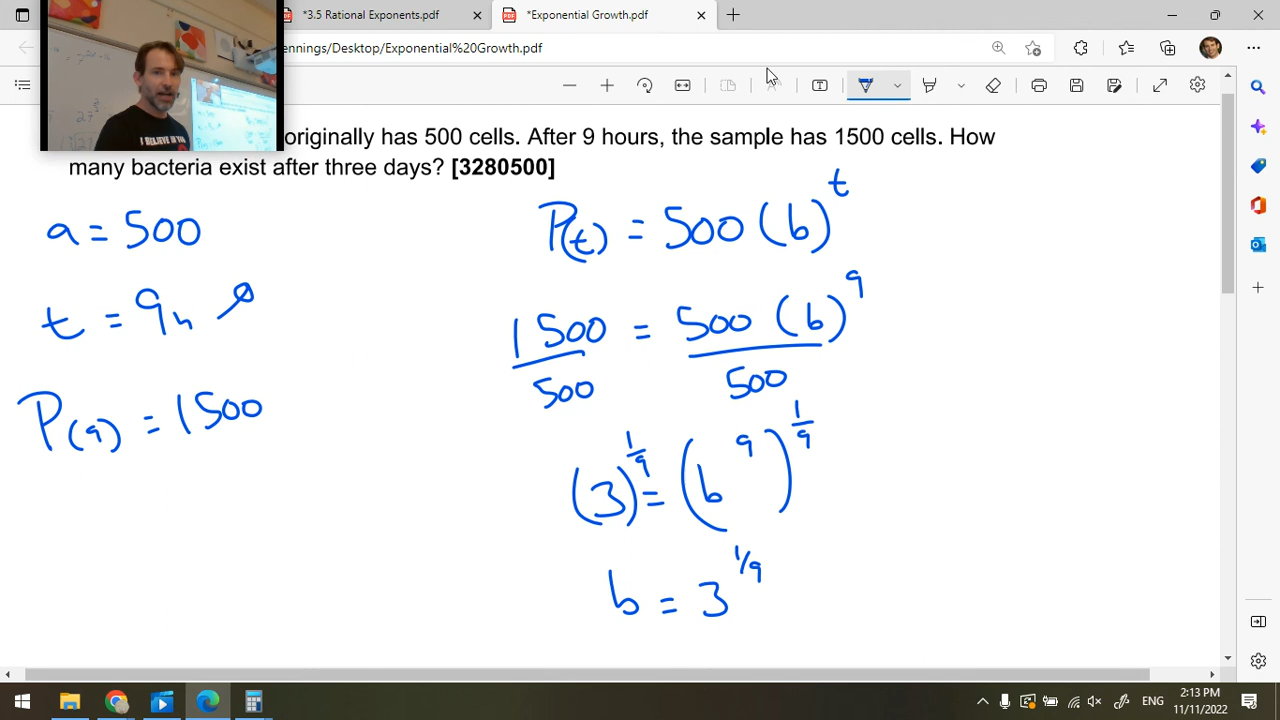 *3.5 Rational Exponents.pdf
*Exponential Growth.pdf
ennings/Desktop/Exponential%20Growth.pdf
I BELIEVE IN
originally has 500 cells. After 9 hours, the sample has 1500 cells. How
many bacteria exist after three days? [3280500]
a = 500
t = 9h
P(9) = 1500
P(t) = 500 (b)^t
1500 = 500 (b)^9
500 500
(3)^1/9 = (b^9)^1/9
b = 3^1/9
ENG
2:13 PM
11/11/2022